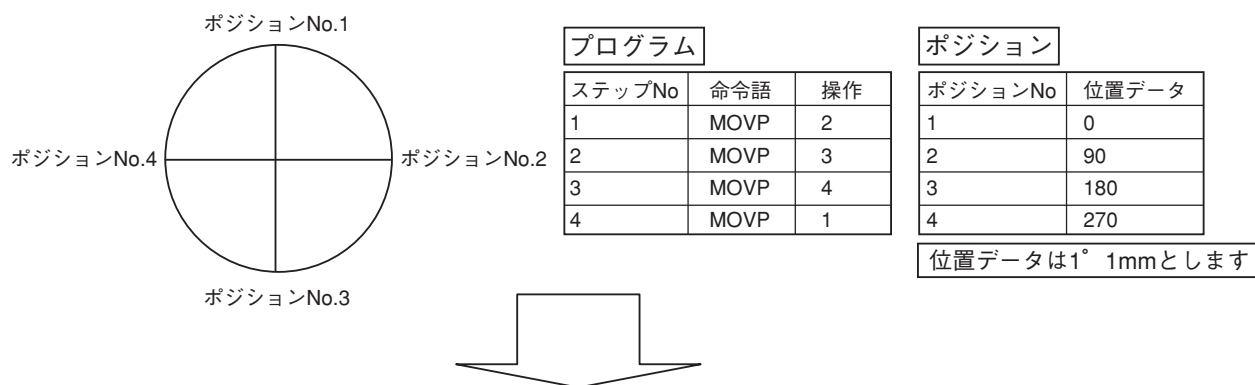 ポジションNo.1
ポジションNo.4
ポジションNo.2
ポジションNo.3
プログラム
ステップNo 命令語 操作
1 MOVP 2
2 MOVP 3
3 MOVP 4
4 MOVP 1
ポジション
ポジションNo 位置データ
1 0
2 90
3 180
4 270
位置データは1°1mmとします